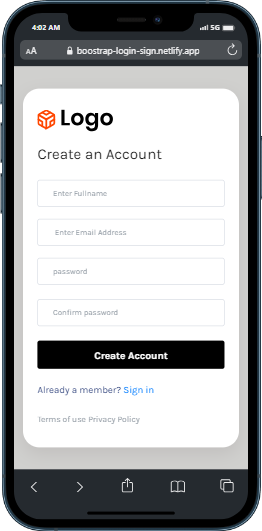 4:02 AM 5G
AA boostrap-login-sign.netlify.app
Logo
Create an Account
Enter Fullname
Enter Email Address
password
Confirm password
Create Account
Already a member? Sign in
Terms of use Privacy Policy